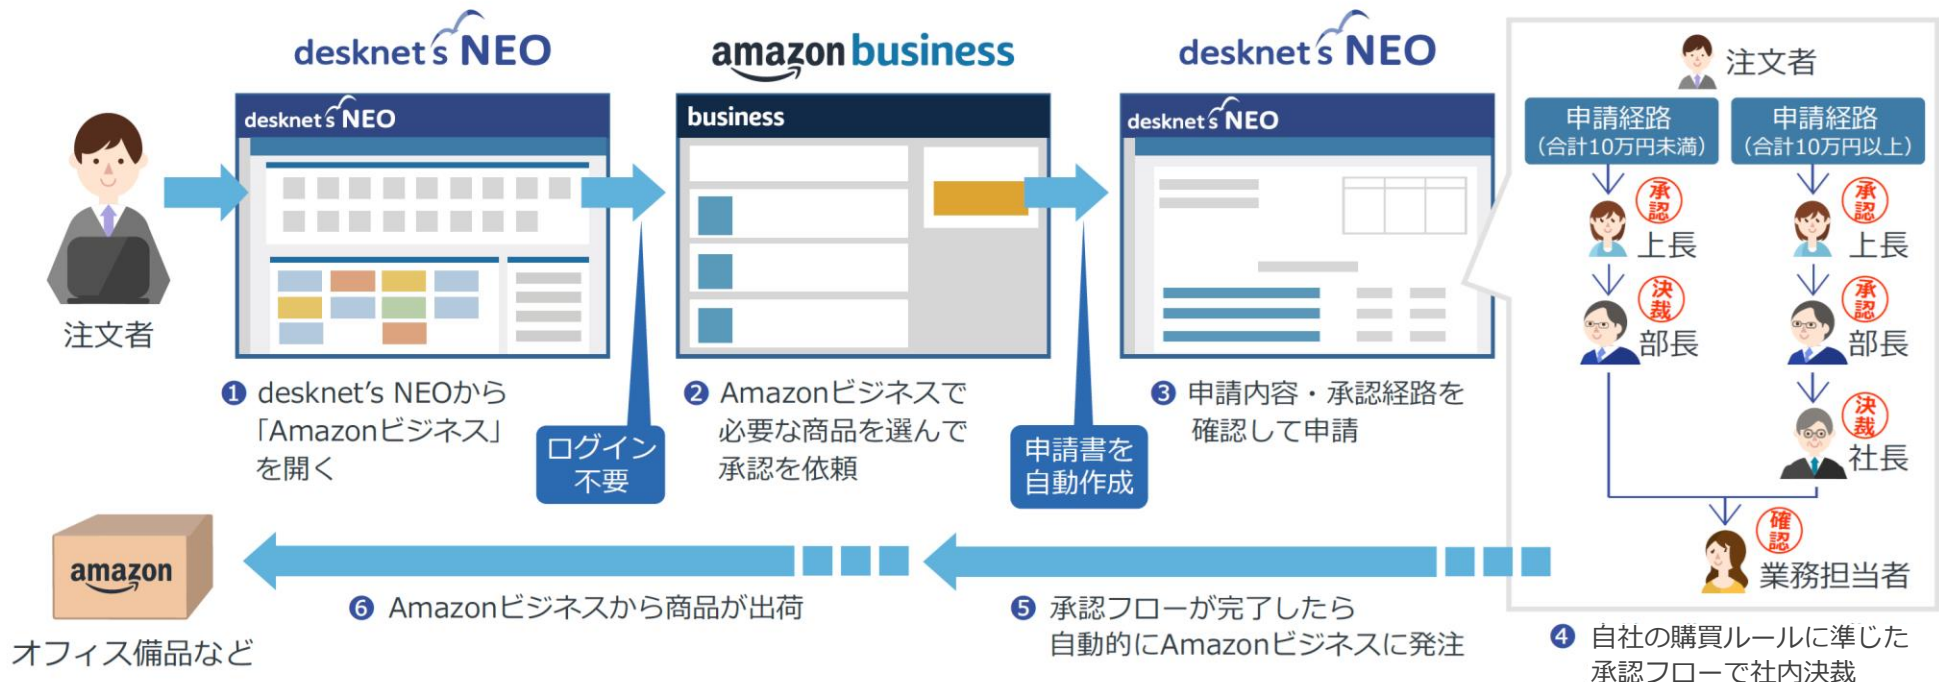 desknet's NEO
amazon business
desknet's NEO
desknet's NEO
business
desknet's NEO
注文者
ログイン
不要
申請書を
自動作成
❶ desknet's NEOから
「Amazonビジネス」
を開く
❷ Amazonビジネスで
必要な商品を選んで
承認を依頼
❸ 申請内容・承認経路を
確認して申請
注文者
申請経路
(合計10万円未満)
承認
上長
決裁
部長
申請経路
(合計10万円以上)
承認
上長
承認
部長
決裁
社長
確認
業務担当者
❹ 自社の購買ルールに準じた
承認フローで社内決裁
❺ 承認フローが完了したら
自動的にAmazonビジネスに発注
❻ Amazonビジネスから商品が出荷
amazon
オフィス備品など